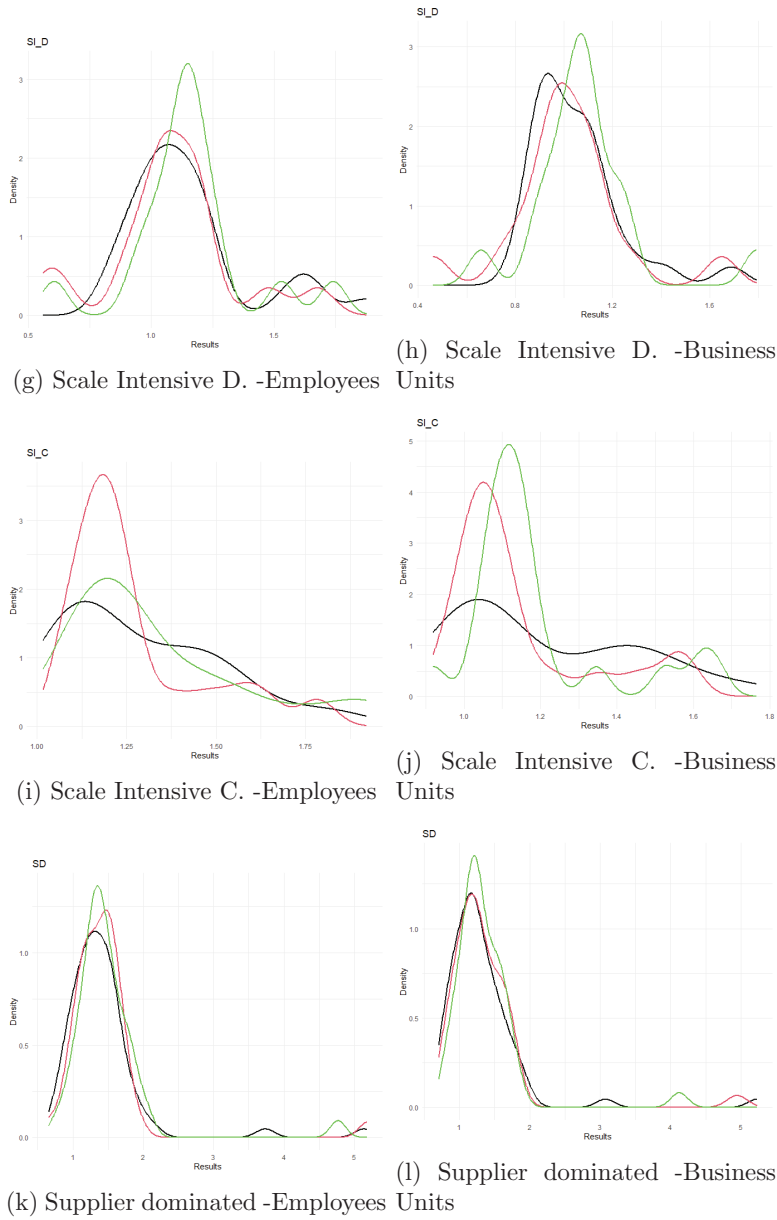 SI_D
3
2
1
0
Density
0.5
1.0
1.5
Results
(g) Scale Intensive D. -Employees
SI_D
3
2
1
0
Density
0.4
0.8
1.2
1.6
Results
(h) Scale Intensive D. -Business
Units
SI_C
3
2
1
0
Density
1.00
1.25
1.50
1.75
Results
(i) Scale Intensive C. -Employees
SI_C
5
4
3
2
1
0
Density
1.0
1.2
1.4
1.6
1.8
Results
(j) Scale Intensive C. -Business
Units
SD
1.0
0.5
0.0
Density
1
2
3
4
5
Results
(k) Supplier dominated -Employees
SD
1.0
0.5
0.0
Density
1
2
3
4
5
Results
(l) Supplier dominated -Business
Units